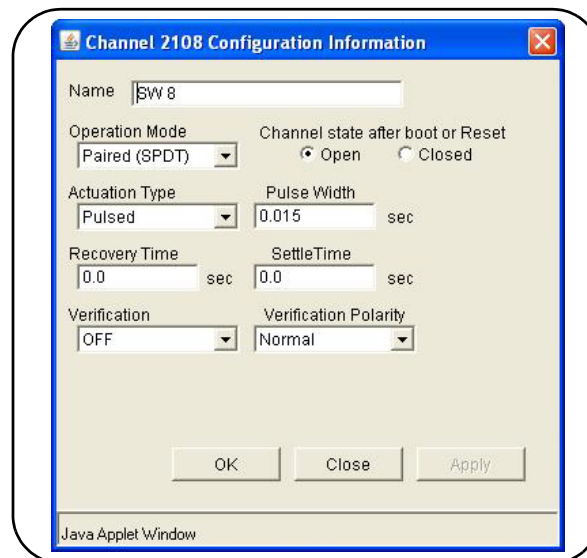 Channel 2108 Configuration Information
Name SW 8
Operation Mode Channel state after boot or Reset
Paired (SPDT) Open Closed
Actuation Type Pulse Width
Pulsed 0.015 sec
Recovery Time SettleTime
0.0 sec 0.0 sec
Verification Verification Polarity
OFF Normal
OK Close Apply
Java Applet Window